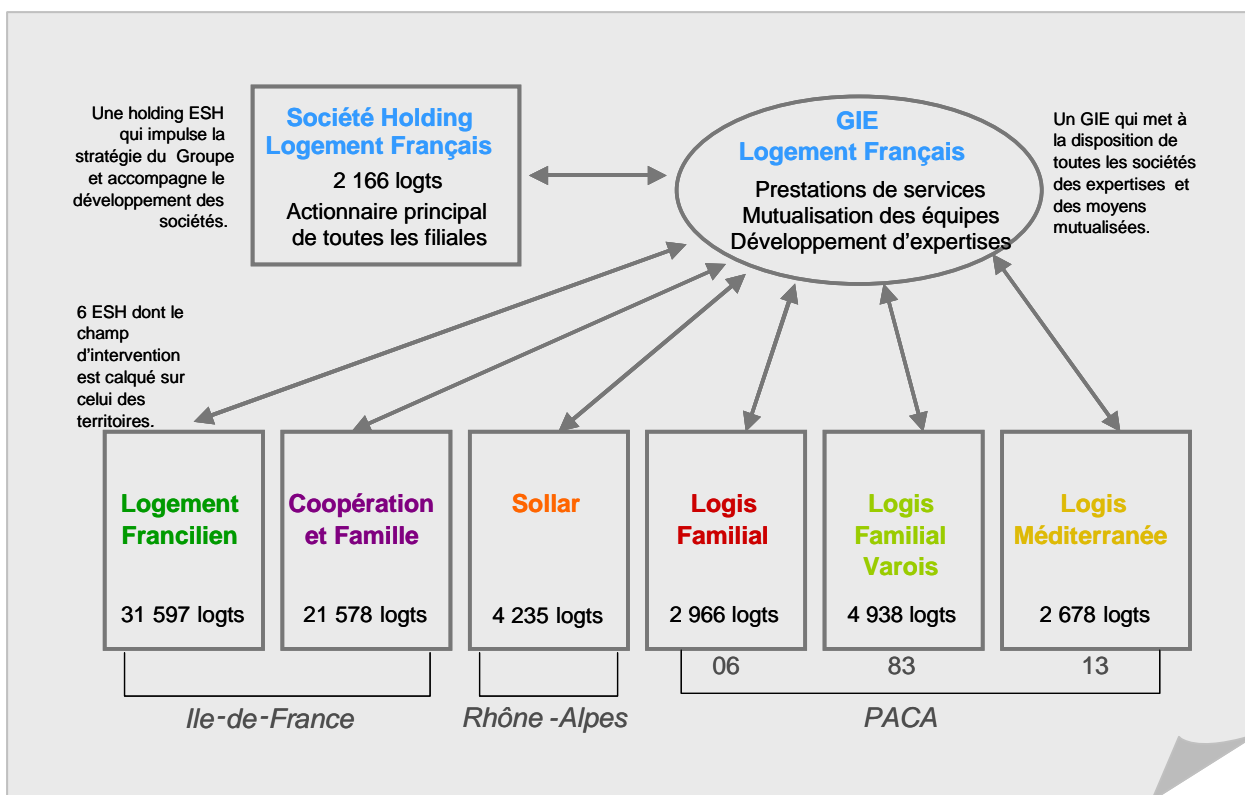 Une holding ESH
qui impulse la
stratégie du Groupe
et accompagne le
développement des
sociétés.
Société Holding
Logement Français
2 166 logts
Actionnaire principal
de toutes les filiales
GIE
Logement Français
Prestations de services
Mutualisation des équipes
Développement d'expertises
Un GIE qui met à
la disposition de
toutes les sociétés
des expertises et
des moyens
mutualisées.
6 ESH dont le
champ
d'intervention
est calqué sur
celui des
territoires.
Logement
Francilien
31 597 logts
Coopération
et Famille
21 578 logts
Sollar
4 235 logts
Logis
Familial
2 966 logts
Logis
Familial
Varois
4 938 logts
Logis
Méditerranée
2 678 logts
06
83
13
Ile-de-France
Rhône -Alpes
PACA